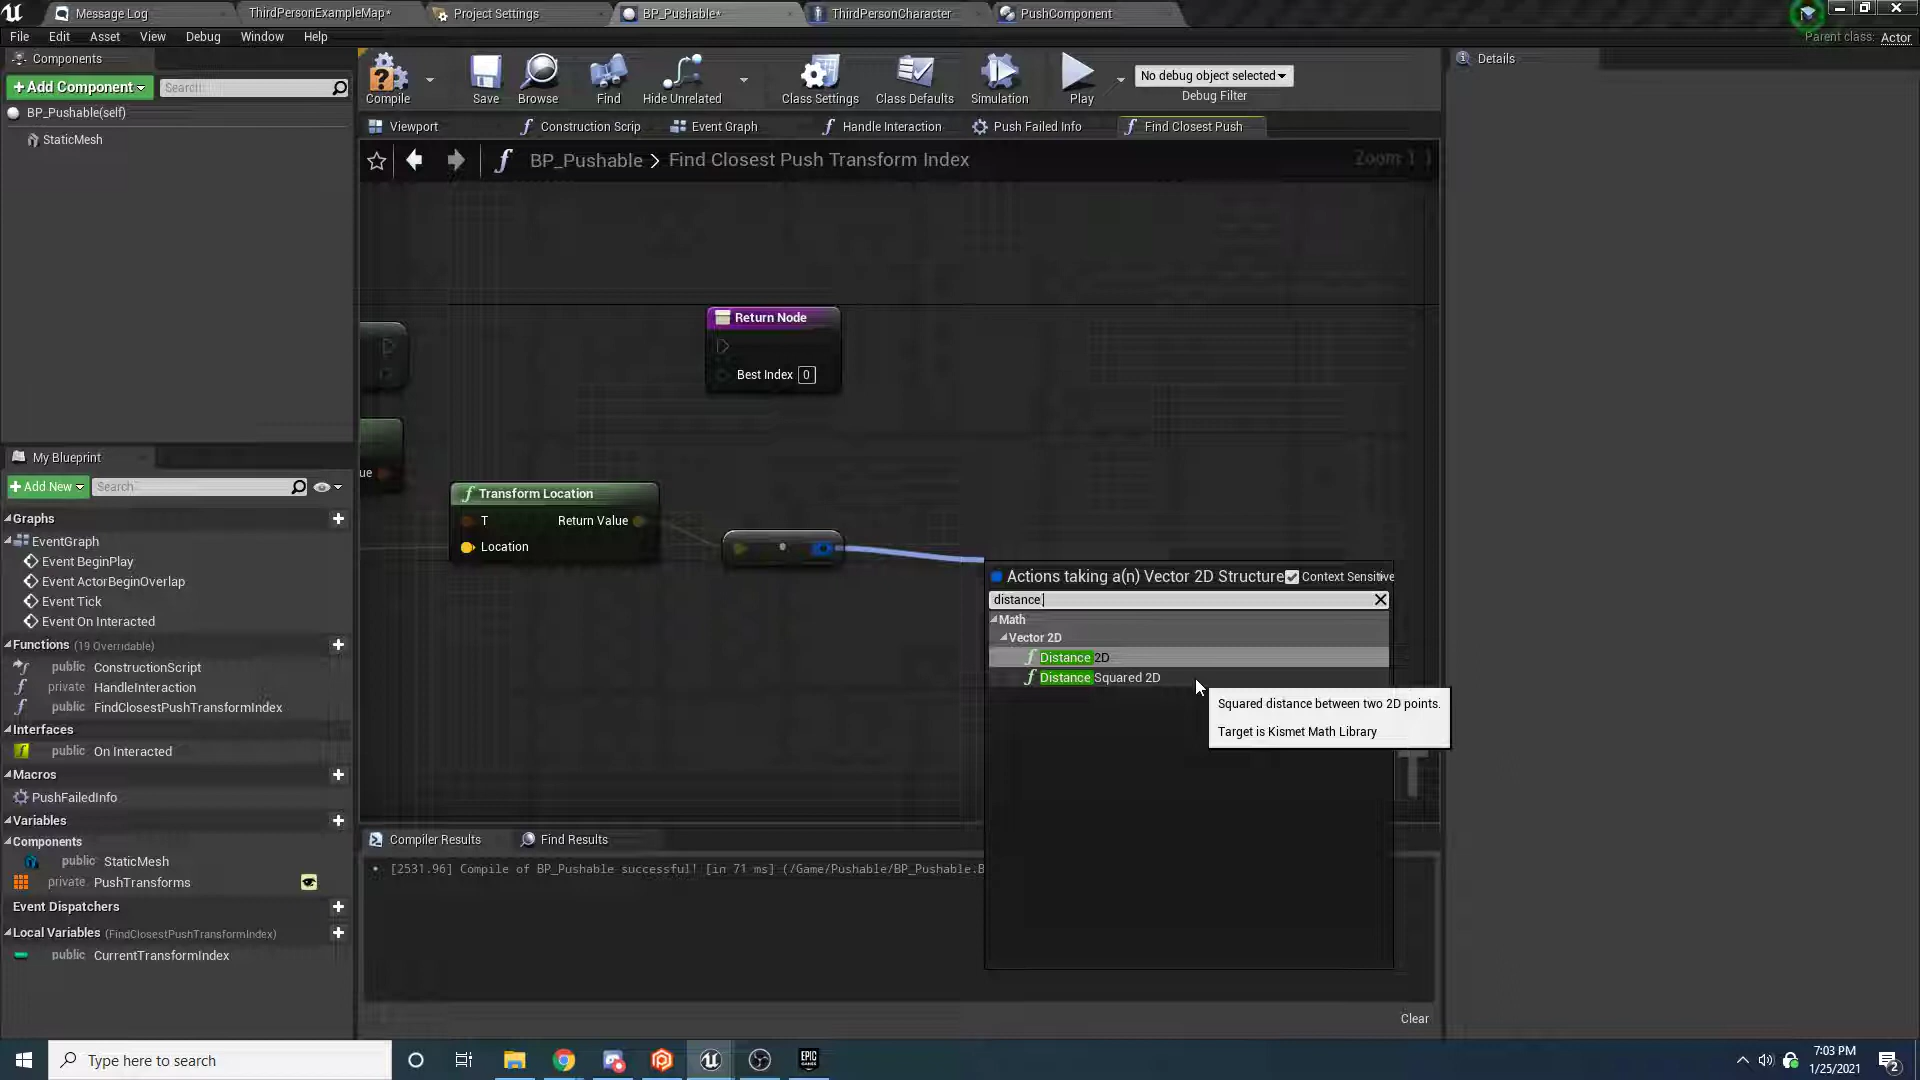 Message Log
ThirdPersonExampleMap*
Project Settings
BP_Pushable*
ThirdPersonCharacter
PushComponent
File Edit Asset View Debug Window Help
Parent class: Actor
Components
+Add Component
Search
BP_Pushable(self)
StaticMesh
Compile
Save
Browse
Find
Hide Unrelated
Class Settings
Class Defaults
Simulation
Play
No debug object selected
Debug Filter
Details
Viewport
Construction Scrip
Event Graph
Handle Interaction
Push Failed Info
Find Closest Push
BP_Pushable > Find Closest Push Transform Index
Zoom 1:1
Return Node
Best Index 0
ue
Transform Location
T Return Value
Location
Actions taking a(n) Vector 2D Structure
Context Sensitive
distance
Math
Vector 2D
Distance 2D
Distance Squared 2D
Squared distance between two 2D points.
Target is Kismet Math Library
My Blueprint
+Add New
Search
Graphs
EventGraph
Event BeginPlay
Event ActorBeginOverlap
Event Tick
Event On Interacted
Functions (19 Overridable)
public ConstructionScript
private HandleInteraction
public FindClosestPushTransformIndex
Interfaces
public On Interacted
Macros
PushFailedInfo
Variables
Components
public StaticMesh
private PushTransforms
Event Dispatchers
Local Variables (FindClosestPushTransformIndex)
public CurrentTransformIndex
Compiler Results
Find Results
[2531.96] Compile of BP_Pushable successful! [in 71 ms] (/Game/Pushable/BP_Pushable.B
Clear
Type here to search
EPIC GAMES
7:03 PM
1/25/2021
2